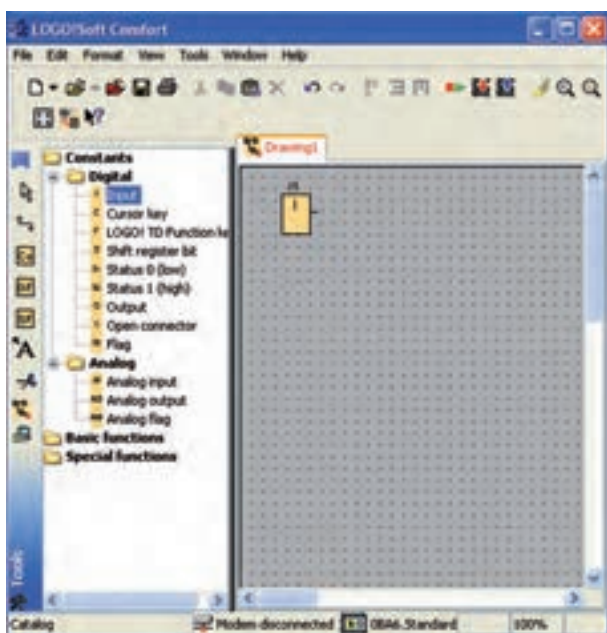 LOGO!Soft Comfort
File Edit Format View Tools Window Help
Constants
Digital
Input
Cursor key
LOGO! TD Function ke
Shift register bit
Status 0 (low)
Status 1 (high)
Output
Open connector
Flag
Analog
Analog input
Analog output
Analog flag
Basic functions
Special functions
Drawing1
I1
I
Tools
Catalog
Modem disconnected
0BA6.Standard
100%